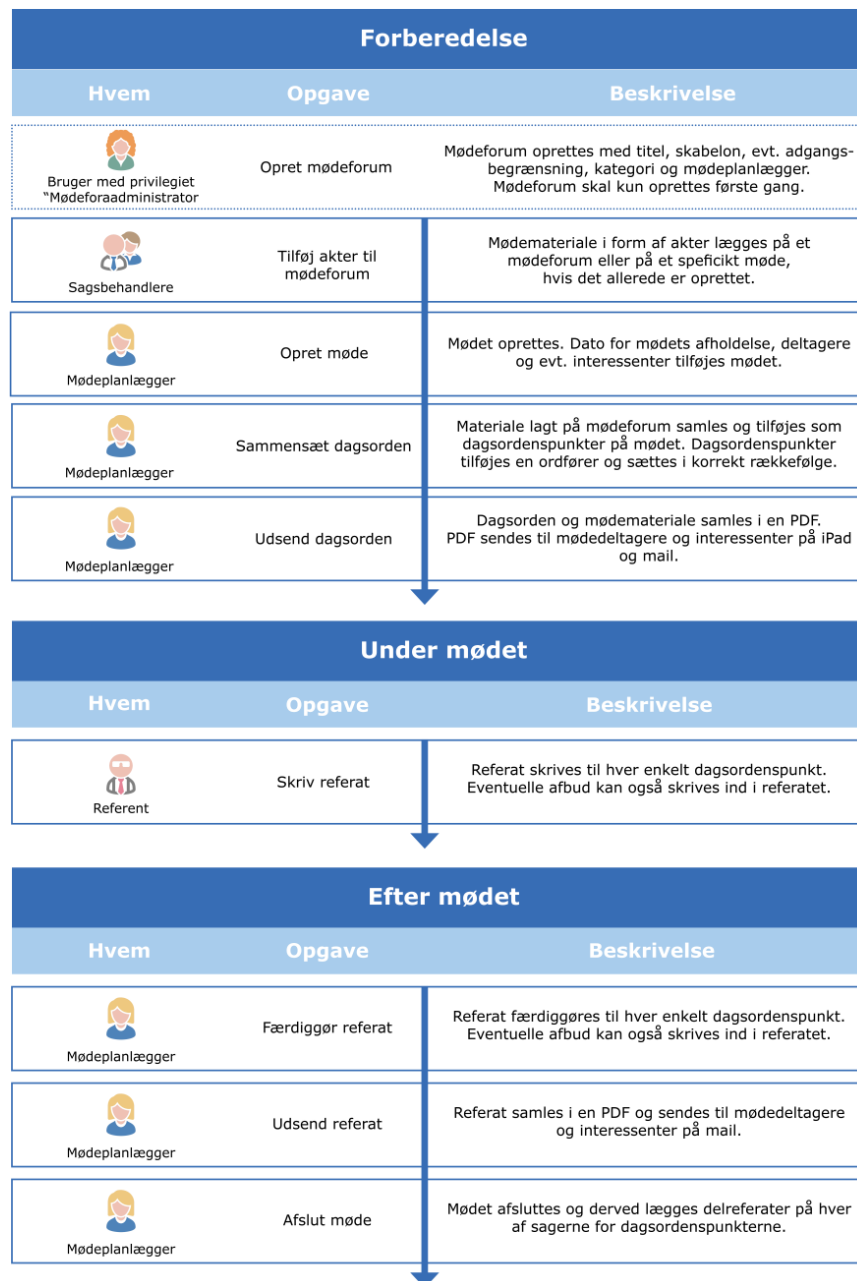 Forberedelse
Hvem Opgave Beskrivelse
Bruger med privilegiet
“Mødeforaadministrator
Opret mødeforum
Mødeforum oprettes med titel, skabelon, evt. adgangs-
begrænsning, kategori og mødeplanlægger.
Mødeforum skal kun oprettes første gang.
Sagsbehandlere
Tilføj akter til
mødeforum
Mødemateriale i form af akter lægges på et
mødeforum eller på et speficikt møde,
hvis det allerede er oprettet.
Mødeplanlægger
Opret møde
Mødet oprettes. Dato for mødets afholdelse, deltagere
og evt. interessenter tilføjes mødet.
Mødeplanlægger
Sammensæt dagsorden
Materiale lagt på mødeforum samles og tilføjes som
dagsordenspunkter på mødet. Dagsordenspunkter
tilføjes en ordfører og sættes i korrekt rækkefølge.
Mødeplanlægger
Udsend dagsorden
Dagsorden og mødemateriale samles i en PDF.
PDF sendes til mødedeltagere og interessenter på iPad
og mail.
Under mødet
Hvem Opgave Beskrivelse
Referent
Skriv referat
Referat skrives til hver enkelt dagsordenspunkt.
Eventuelle afbud kan også skrives ind i referatet.
Efter mødet
Hvem Opgave Beskrivelse
Mødeplanlægger
Færdiggør referat
Referat færdiggøres til hver enkelt dagsordenspunkt.
Eventuelle afbud kan også skrives ind i referatet.
Mødeplanlægger
Udsend referat
Referat samles i en PDF og sendes til mødedeltagere
og interessenter på mail.
Mødeplanlægger
Afslut møde
Mødet afsluttes og derved lægges delreferater på hver
af sagerne for dagsordenspunkterne.